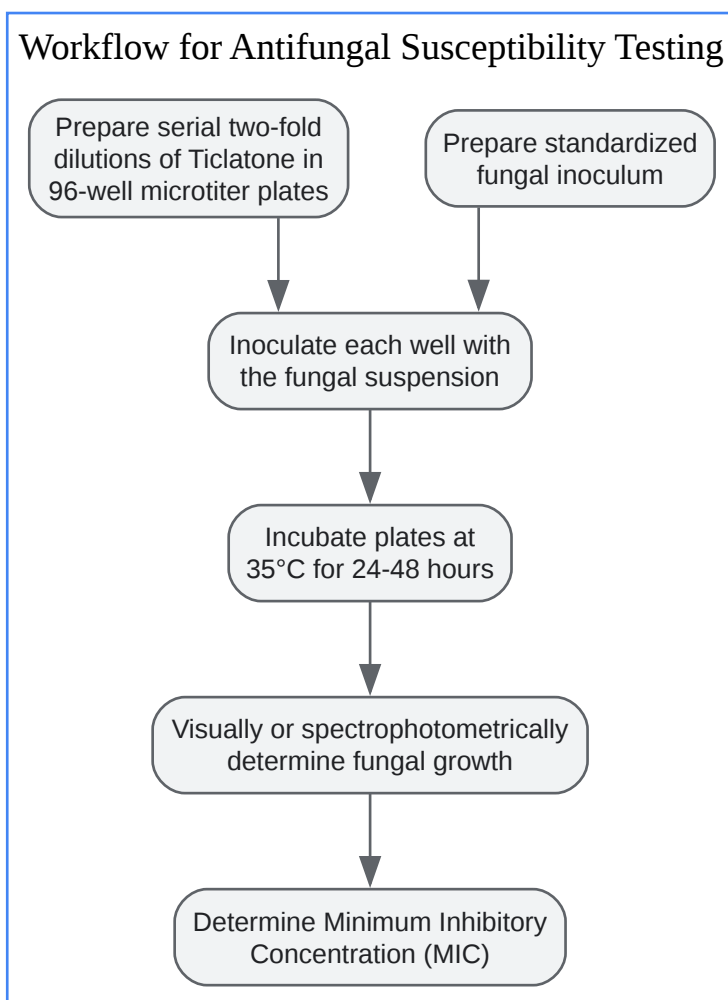 Workflow for Antifungal Susceptibility Testing
Prepare serial two-fold
dilutions of Ticlatone in
96-well microtiter plates
Prepare standardized
fungal inoculum
Inoculate each well with
the fungal suspension
Incubate plates at
35°C for 24-48 hours
Visually or spectrophotometrically
determine fungal growth
Determine Minimum Inhibitory
Concentration (MIC)